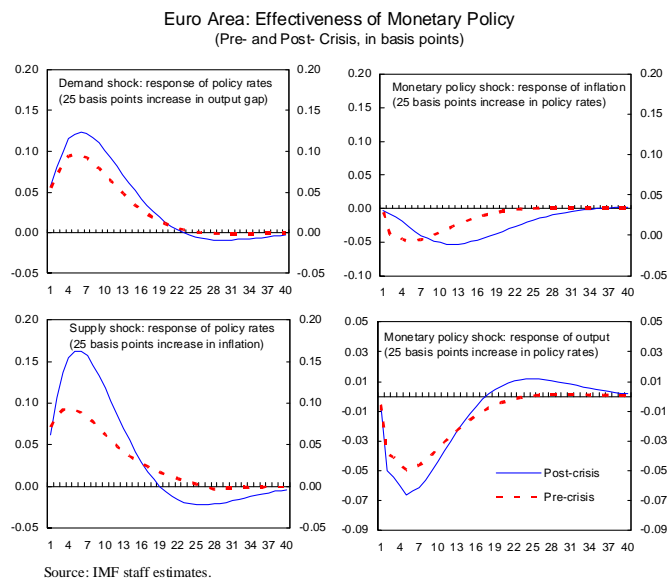 Euro Area: Effectiveness of Monetary Policy
(Pre- and Post- Crisis, in basis points)
Demand shock: response of policy rates
(25 basis points increase in output gap)
0.20 0.15 0.10 0.05 0.00 -0.05
0.20 0.15 0.10 0.05 0.00 -0.05
1 4 7 10 13 16 19 22 25 28 31 34 37 40
Monetary policy shock: response of inflation
(25 basis points increase in policy rates)
0.20 0.15 0.10 0.05 0.00 -0.05 -0.10
0.20 0.15 0.10 0.05 0.00 -0.05
1 4 7 10 13 16 19 22 25 28 31 34 37 40
Supply shock: response of policy rates
(25 basis points increase in inflation)
0.20 0.15 0.10 0.05 0.00 -0.05
0.20 0.15 0.10 0.05 0.00 -0.05
1 4 7 10 13 16 19 22 25 28 31 34 37 40
Monetary policy shock: response of output
(25 basis points increase in policy rates)
0.05 0.03 0.01 -0.01 -0.03 -0.05 -0.07 -0.09
0.05 0.03 0.01 -0.01 -0.03 -0.05 -0.07 -0.09
Post-crisis
Pre-crisis
1 4 7 10 13 16 19 22 25 28 31 34 37 40
Source: IMF staff estimates.